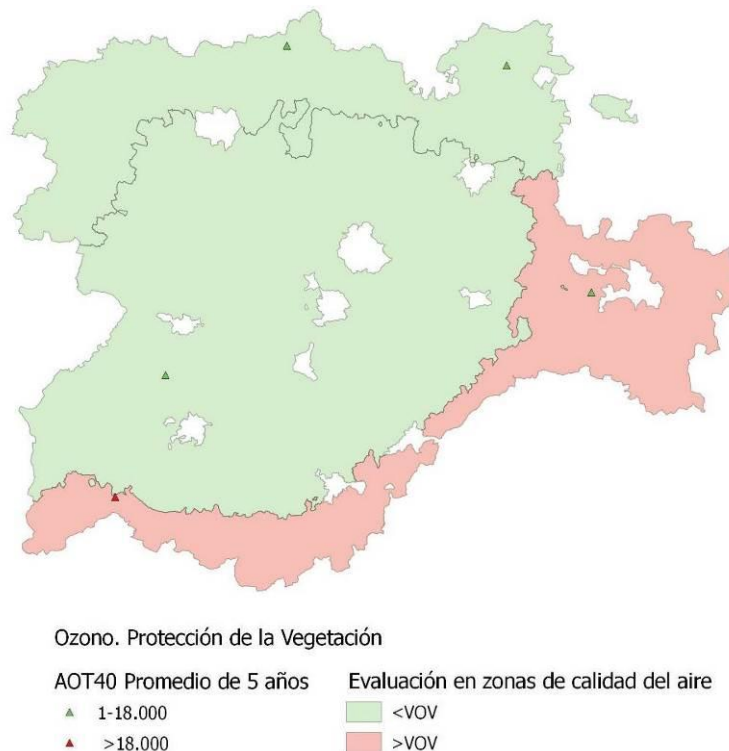 Ozono. Protección de la Vegetación
AOT40 Promedio de 5 años
1-18.000
>18.000
Evaluación en zonas de calidad del aire
<VOV
>VOV